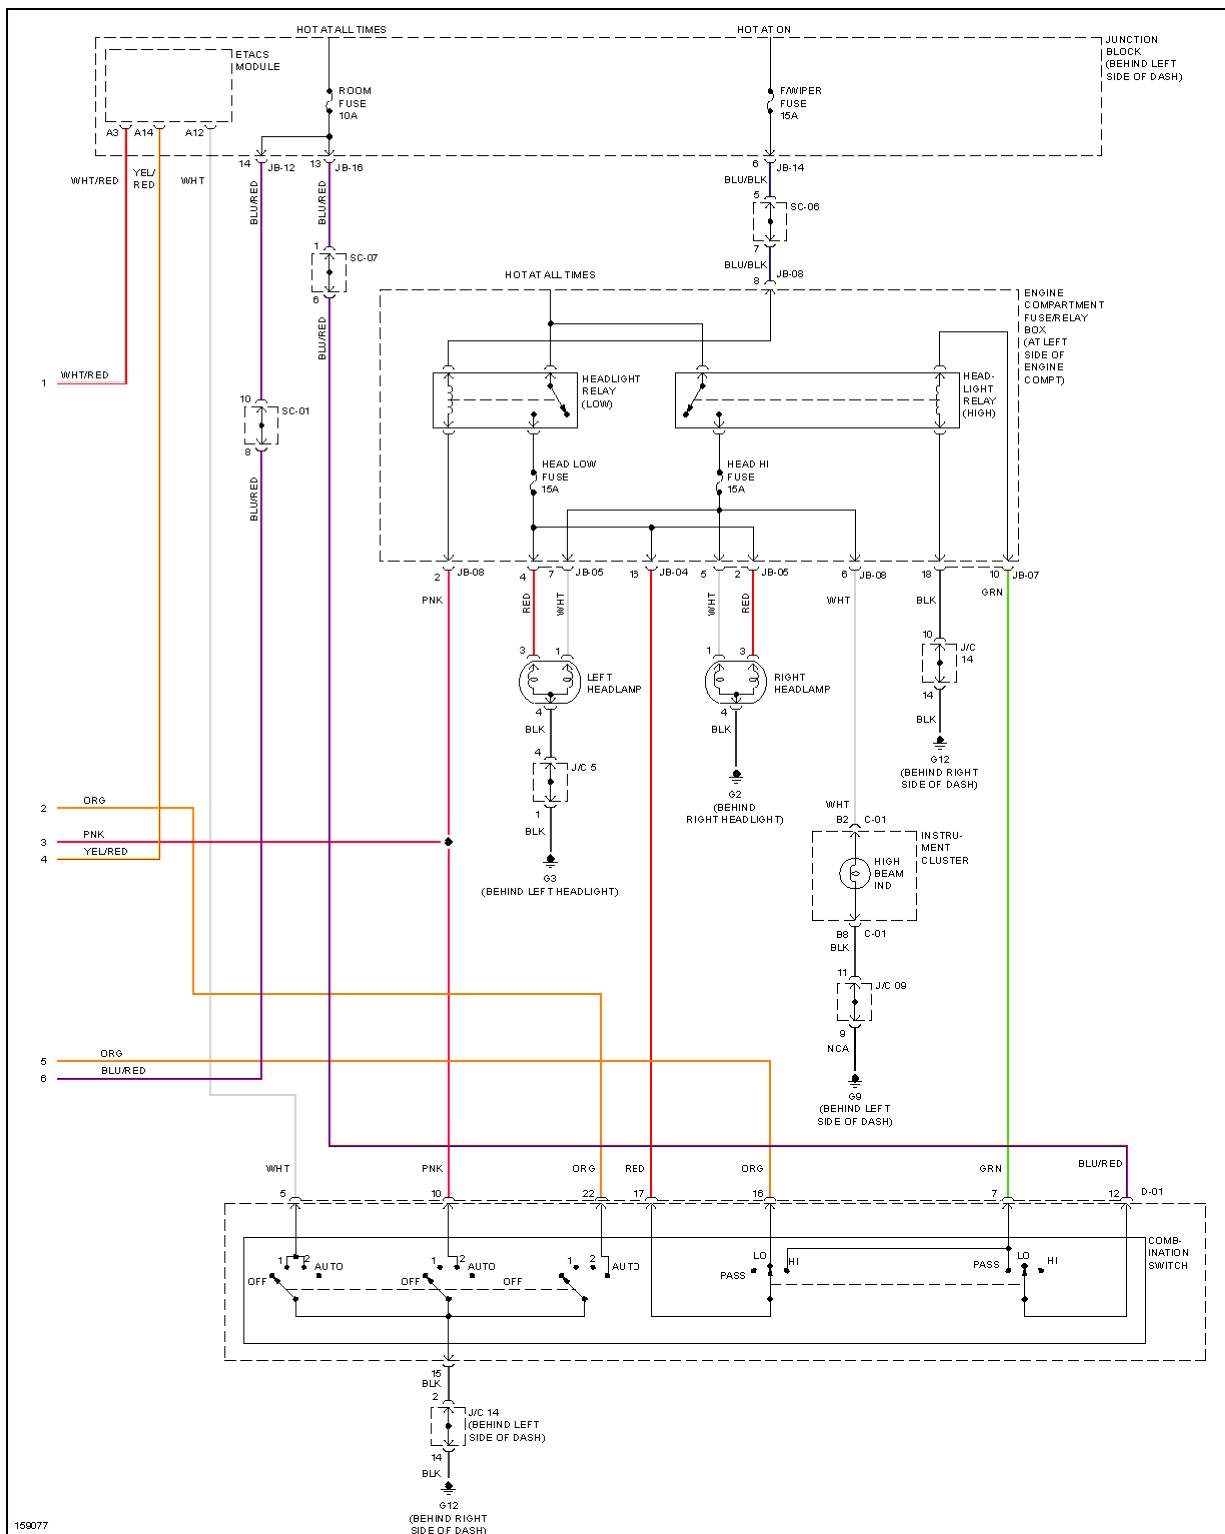 HOT AT ALL TIMES
HOT AT ON
JUNCTION
BLOCK
(BEHIND LEFT
SIDE OF DASH)
ETACS
MODULE
ROOM
FUSE
10A
F/WIPER
FUSE
15A
A3
A14
A12
14
JB-12
13
JB-16
6
JB-14
WHT/RED
YEL/
RED
WHT
BLU/RED
BLU/RED
BLU/BLK
5
SC-06
7
BLU/BLK
JB-08
8
1
SC-07
6
BLU/RED
HOT AT ALL TIMES
ENGINE
COMPARTMENT
FUSE/RELAY
BOX
(AT LEFT
SIDE OF
ENGINE
COMPT)
1
WHT/RED
HEADLIGHT
RELAY
(LOW)
HEAD-
LIGHT
RELAY
(HIGH)
10
SC-01
8
BLU/RED
HEAD LOW
FUSE
15A
HEAD HI
FUSE
15A
2
JB-08
4
7
JB-05
13
JB-04
5
2
JB-05
6
JB-08
18
10
JB-07
PNK
RED
WHT
WHT
RED
WHT
BLK
GRN
3
1
LEFT
HEADLAMP
4
BLK
1
3
RIGHT
HEADLAMP
4
BLK
10
J/C
14
14
BLK
G12
(BEHIND RIGHT
SIDE OF DASH)
4
J/C 5
1
BLK
G3
(BEHIND LEFT HEADLIGHT)
G2
(BEHIND
RIGHT HEADLIGHT)
2
ORG
3
PNK
4
YEL/RED
WHT
B2
C-01
INSTRU-
MENT
CLUSTER
HIGH
BEAM
IND
B8
C-01
BLK
11
J/C 09
9
NCA
G9
(BEHIND LEFT
SIDE OF DASH)
5
ORG
6
BLU/RED
WHT
PNK
ORG
RED
ORG
GRN
BLU/RED
5
10
22
17
16
7
12
D-01
COMB-
INATION
SWITCH
OFF
1
2
AUTO
OFF
1
2
AUTO
OFF
1
2
AUTO
PASS
LO
HI
PASS
LO
HI
15
BLK
2
J/C 14
(BEHIND LEFT
SIDE OF DASH)
14
BLK
G12
(BEHIND RIGHT
SIDE OF DASH)
159077